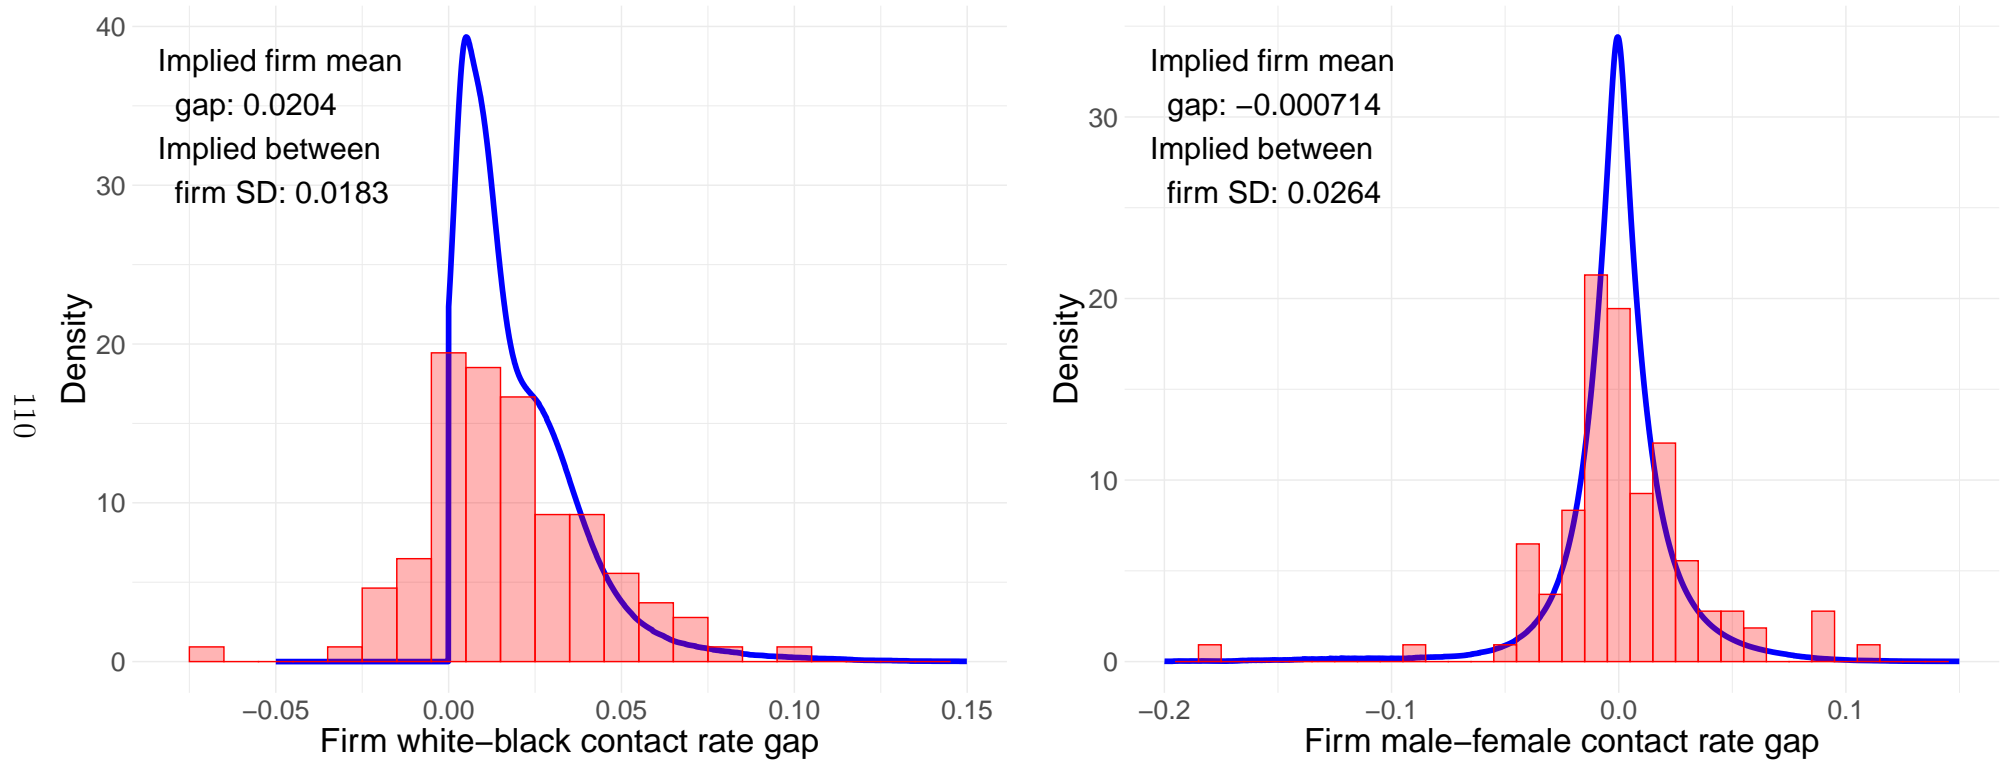 110
Density
40
30
20
10
0
Implied firm mean
gap: 0.0204
Implied between
firm SD: 0.0183
−0.05 0.00 0.05 0.10 0.15
Firm white−black contact rate gap
Density
30
20
10
0
Implied firm mean
gap: −0.000714
Implied between
firm SD: 0.0264
−0.2 −0.1 0.0 0.1
Firm male−female contact rate gap